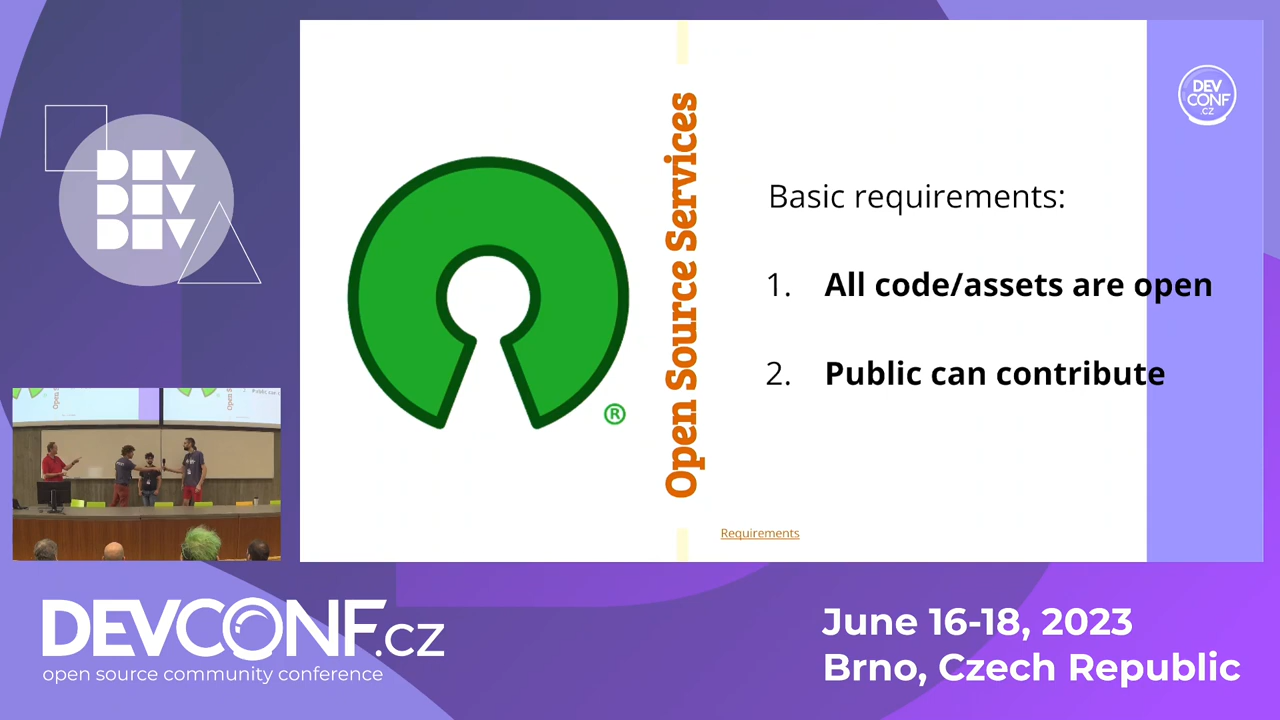 DEV
DEV
DEV
Open Source Services
®
Basic requirements:
1. All code/assets are open
2. Public can contribute
Requirements
DEV
CONF
.CZ
DEVCONF.cz
open source community conference
June 16-18, 2023
Brno, Czech Republic